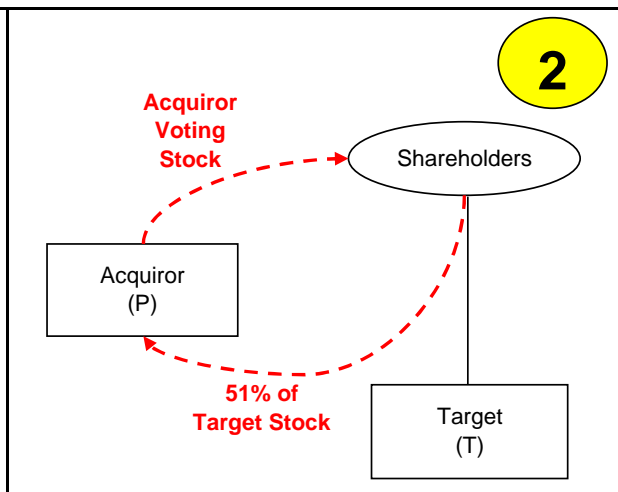 2
Acquiror
Voting
Stock
Shareholders
Acquiror
(P)
51% of
Target Stock
Target
(T)